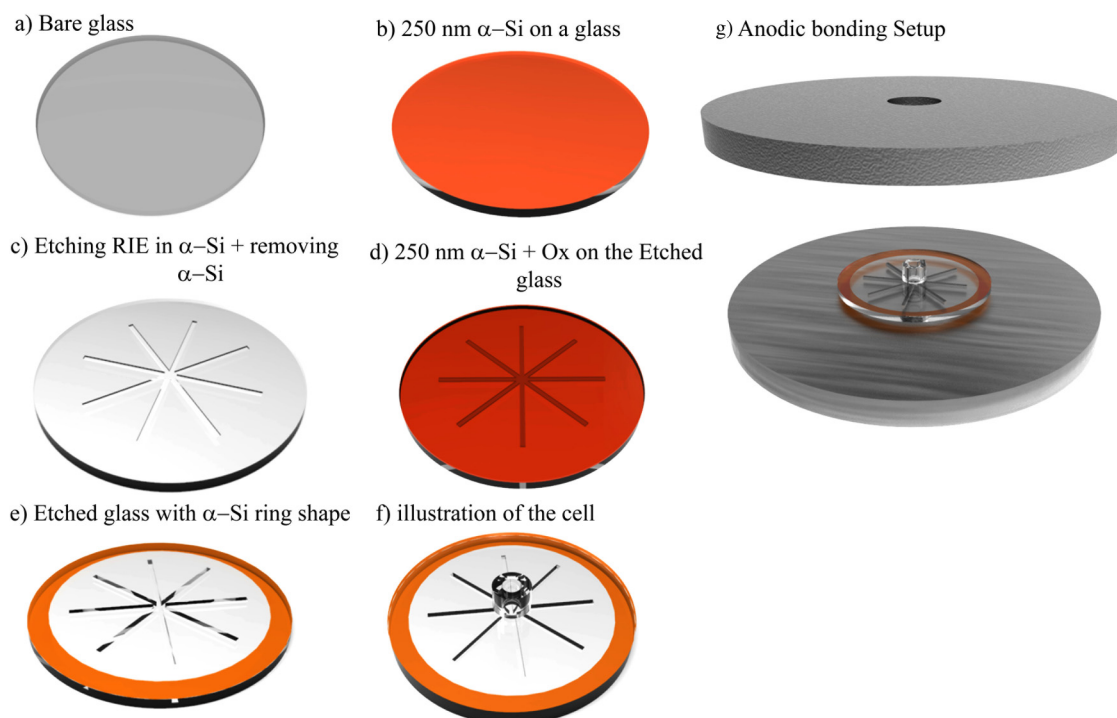 a) Bare glass
b) 250 nm α−Si on a glass
g) Anodic bonding Setup
c) Etching RIE in α−Si + removing
α−Si
d) 250 nm α−Si + Ox on the Etched
glass
e) Etched glass with α−Si ring shape
f) illustration of the cell